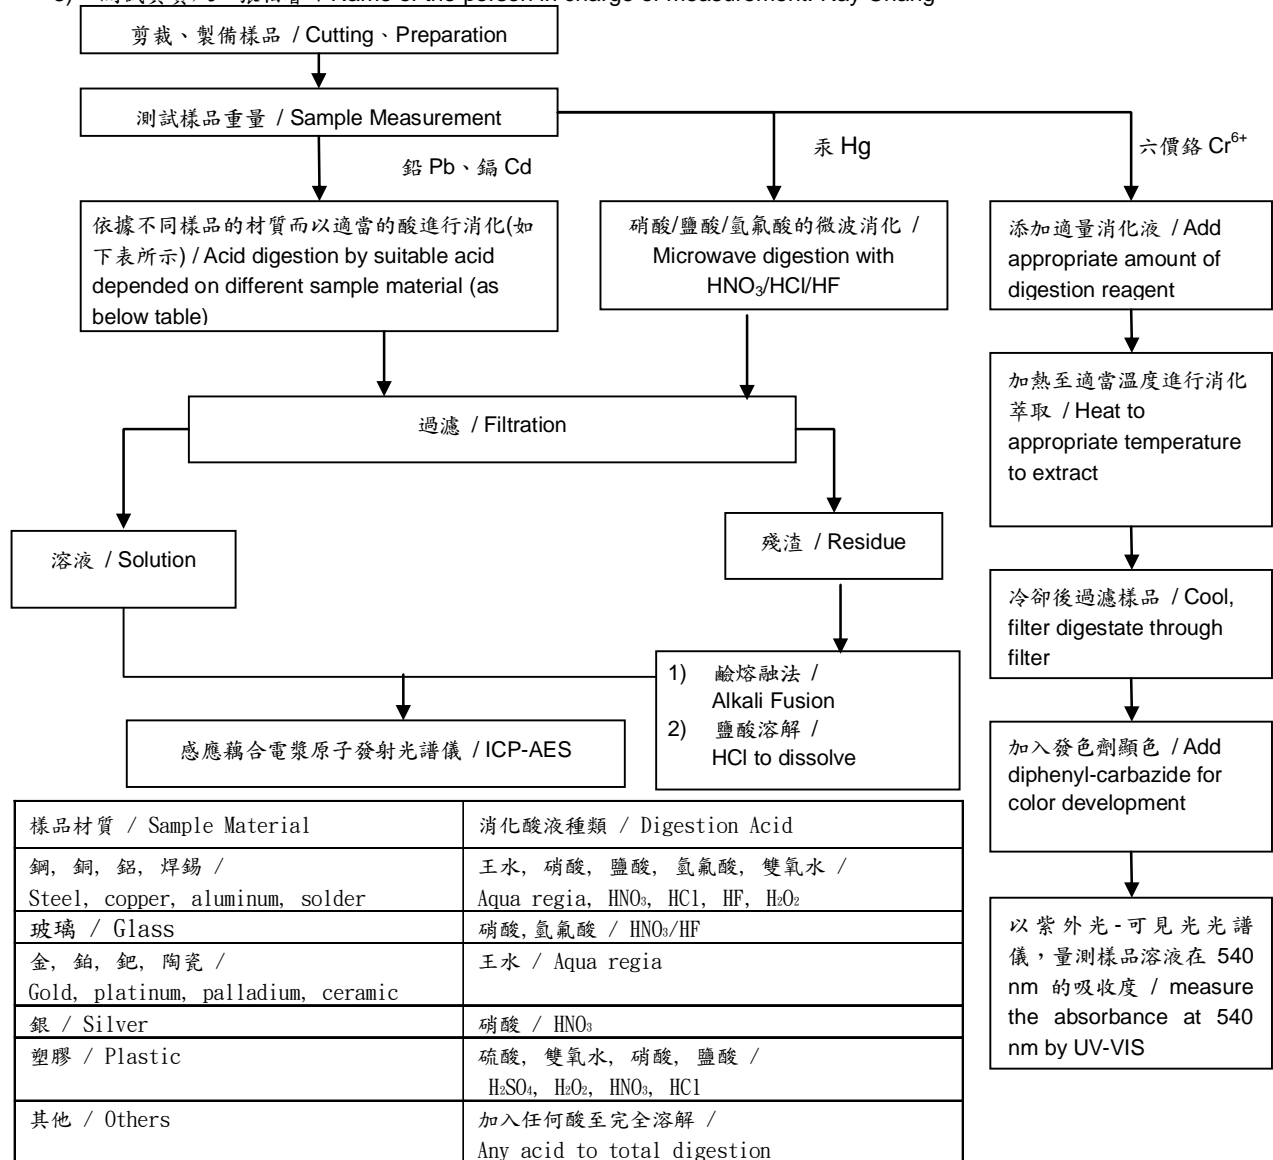 Name of the person in charge of measurement: Ray Chang
剪裁、製備樣品 / Cutting、Preparation
測試樣品重量 / Sample Measurement
鉛 Pb、鎘 Cd
汞 Hg
六價鉻 Cr⁶⁺
依據不同樣品的材質而以適當的酸進行消化(如
下表所示) / Acid digestion by suitable acid
depended on different sample material (as
below table)
硝酸/鹽酸/氫氟酸的微波消化 /
Microwave digestion with
HNO₃/HCl/HF
添加適量消化液 / Add
appropriate amount of
digestion reagent
過濾 / Filtration
加熱至適當溫度進行消化
萃取 / Heat to
appropriate temperature
to extract
溶液 / Solution
殘渣 / Residue
冷卻後過濾樣品 / Cool,
filter digestate through
filter
1) 鹼熔融法 /
Alkali Fusion
2) 鹽酸溶解 /
HCl to dissolve
感應藕合電漿原子發射光譜儀 / ICP-AES
加入發色劑顯色 / Add
diphenyl-carbazide for
color development
以紫外光-可見光光譜
儀，量測樣品溶液在 540
nm 的吸收度 / measure
the absorbance at 540
nm by UV-VIS
樣品材質 / Sample Material
消化酸液種類 / Digestion Acid
鋼, 銅, 鋁, 焊錫 /
Steel, copper, aluminum, solder
王水, 硝酸, 鹽酸, 氫氟酸, 雙氧水 /
Aqua regia, HNO₃, HCl, HF, H₂O₂
玻璃 / Glass
硝酸,氫氟酸 / HNO₃/HF
金, 鉑, 鈀, 陶瓷 /
Gold, platinum, palladium, ceramic
王水 / Aqua regia
銀 / Silver
硝酸 / HNO₃
塑膠 / Plastic
硫酸, 雙氧水, 硝酸, 鹽酸 /
H₂SO₄, H₂O₂, HNO₃, HCl
其他 / Others
加入任何酸至完全溶解 /
Any acid to total digestion